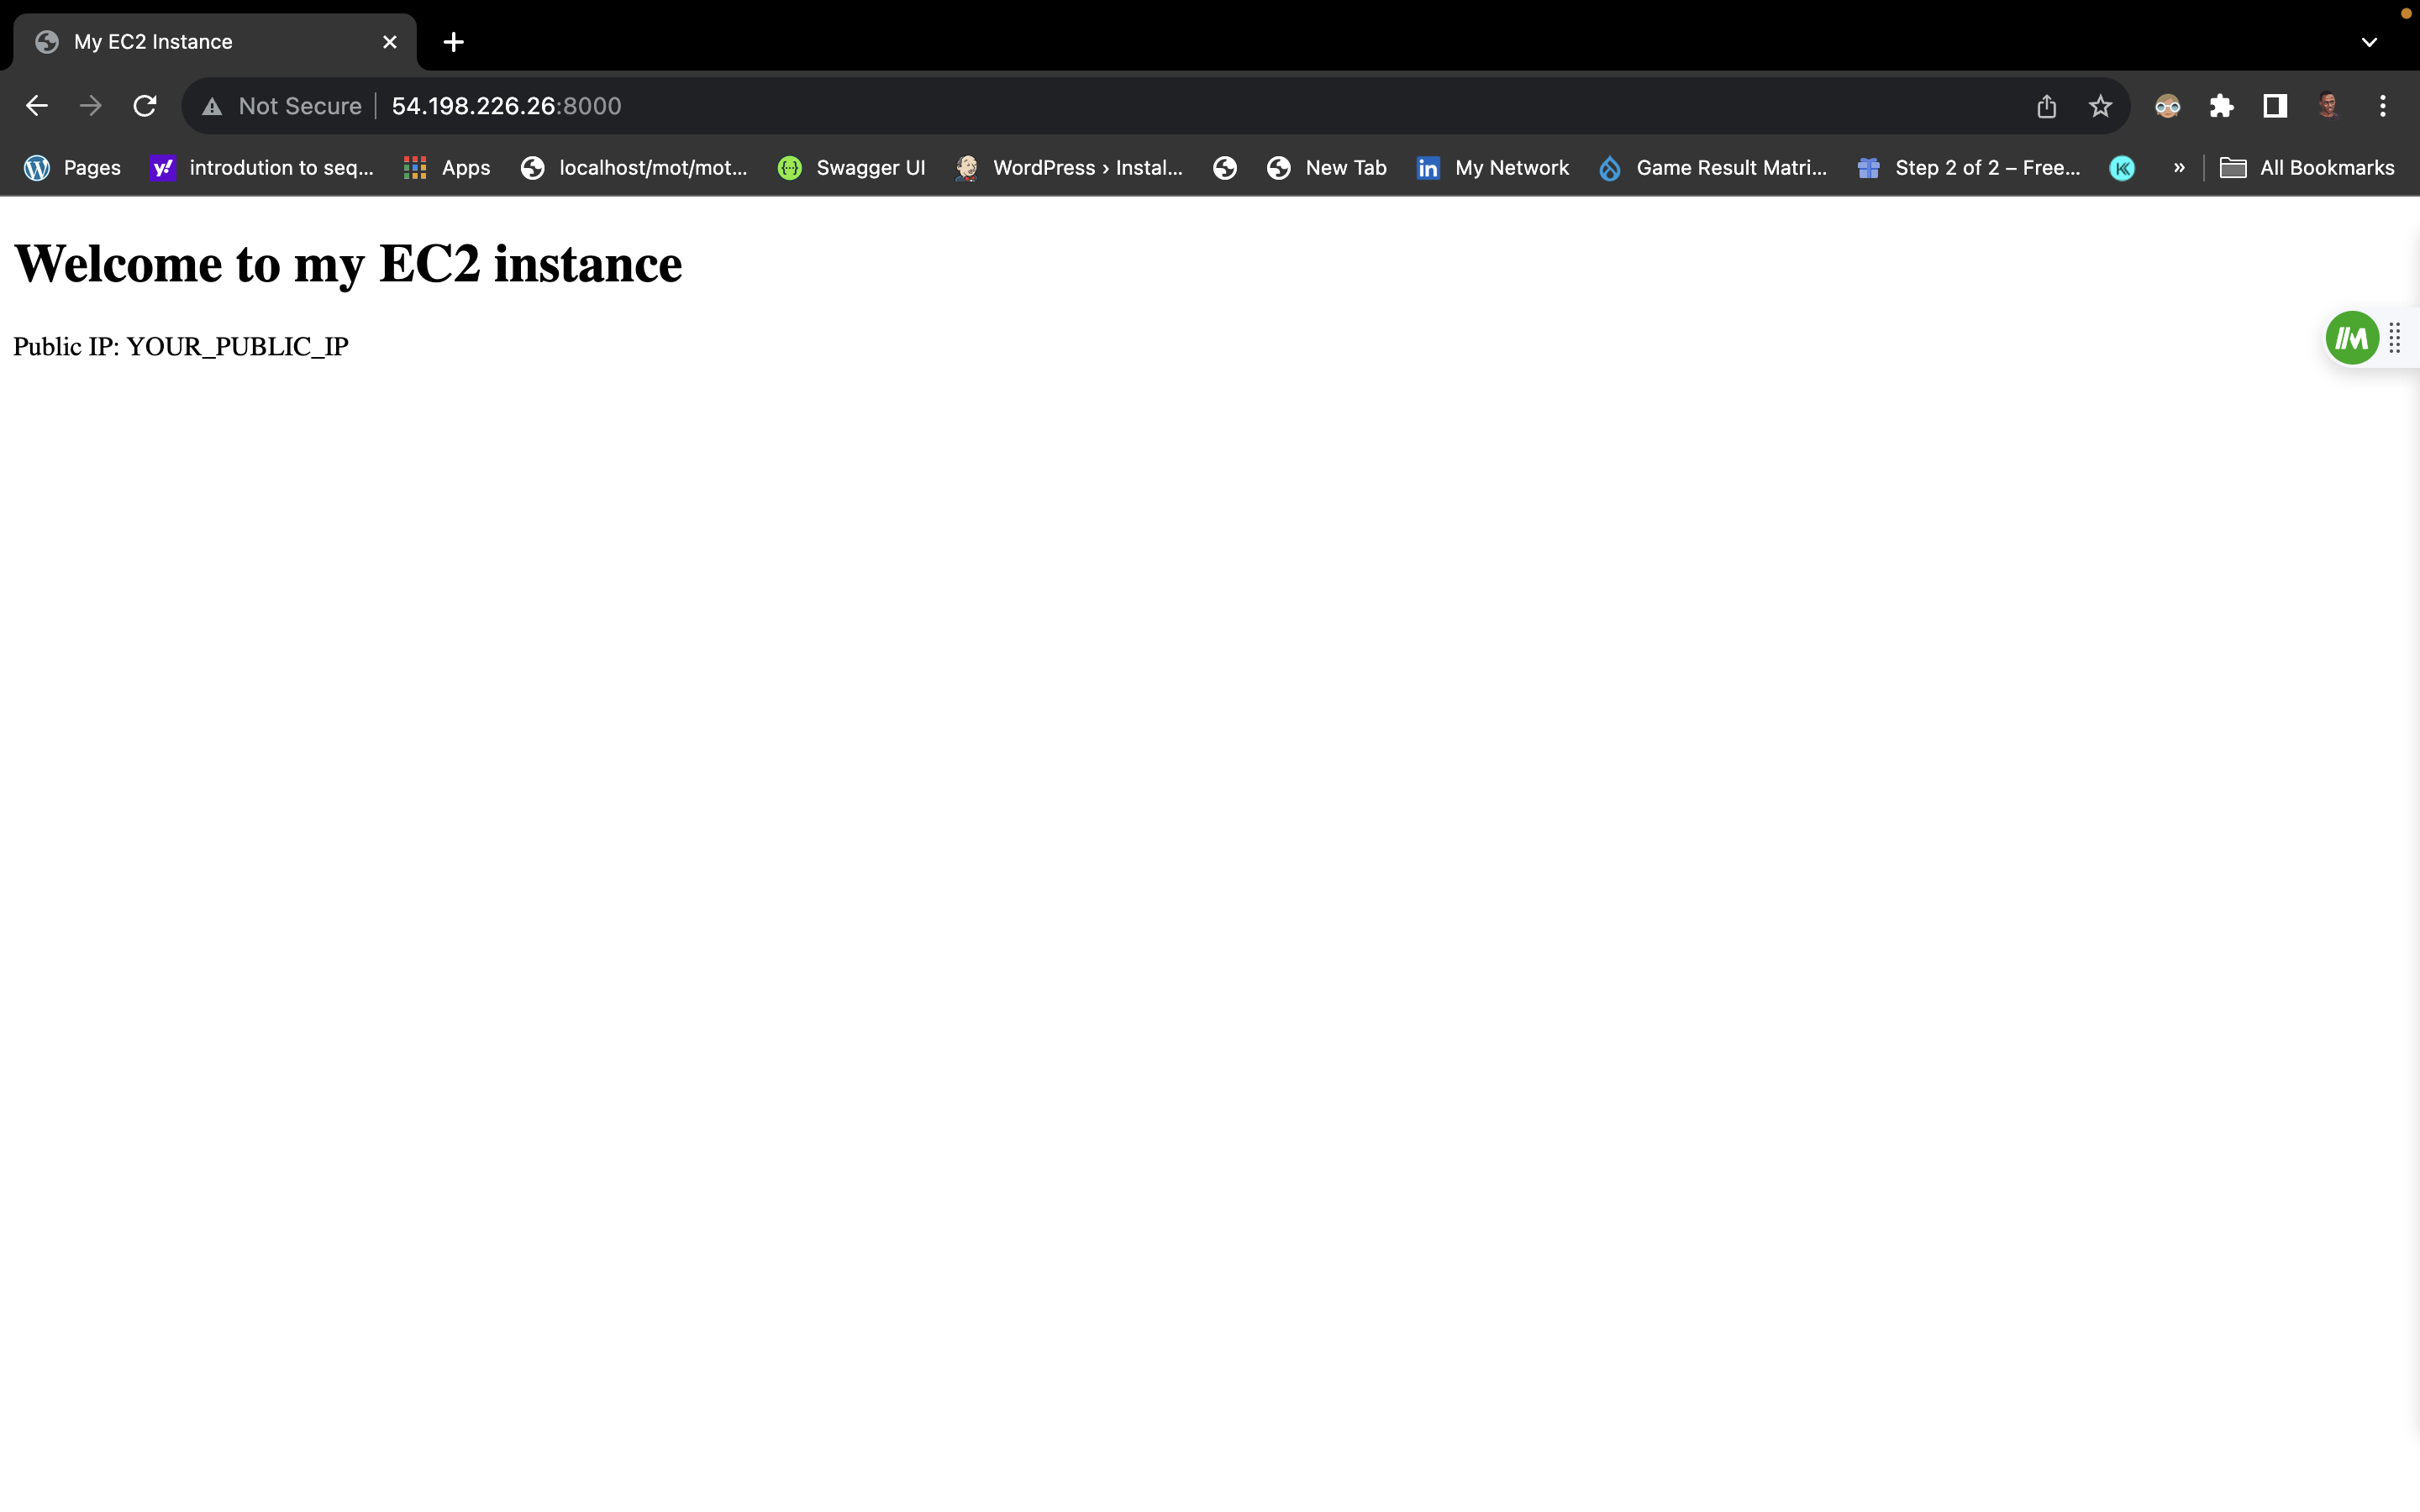 My EC2 Instance
Not Secure 54.198.226.26:8000
Pages introdution to seq... Apps localhost/mot/mot... Swagger UI WordPress › Instal... New Tab My Network Game Result Matri... Step 2 of 2 – Free... » All Bookmarks
Welcome to my EC2 instance
Public IP: YOUR_PUBLIC_IP